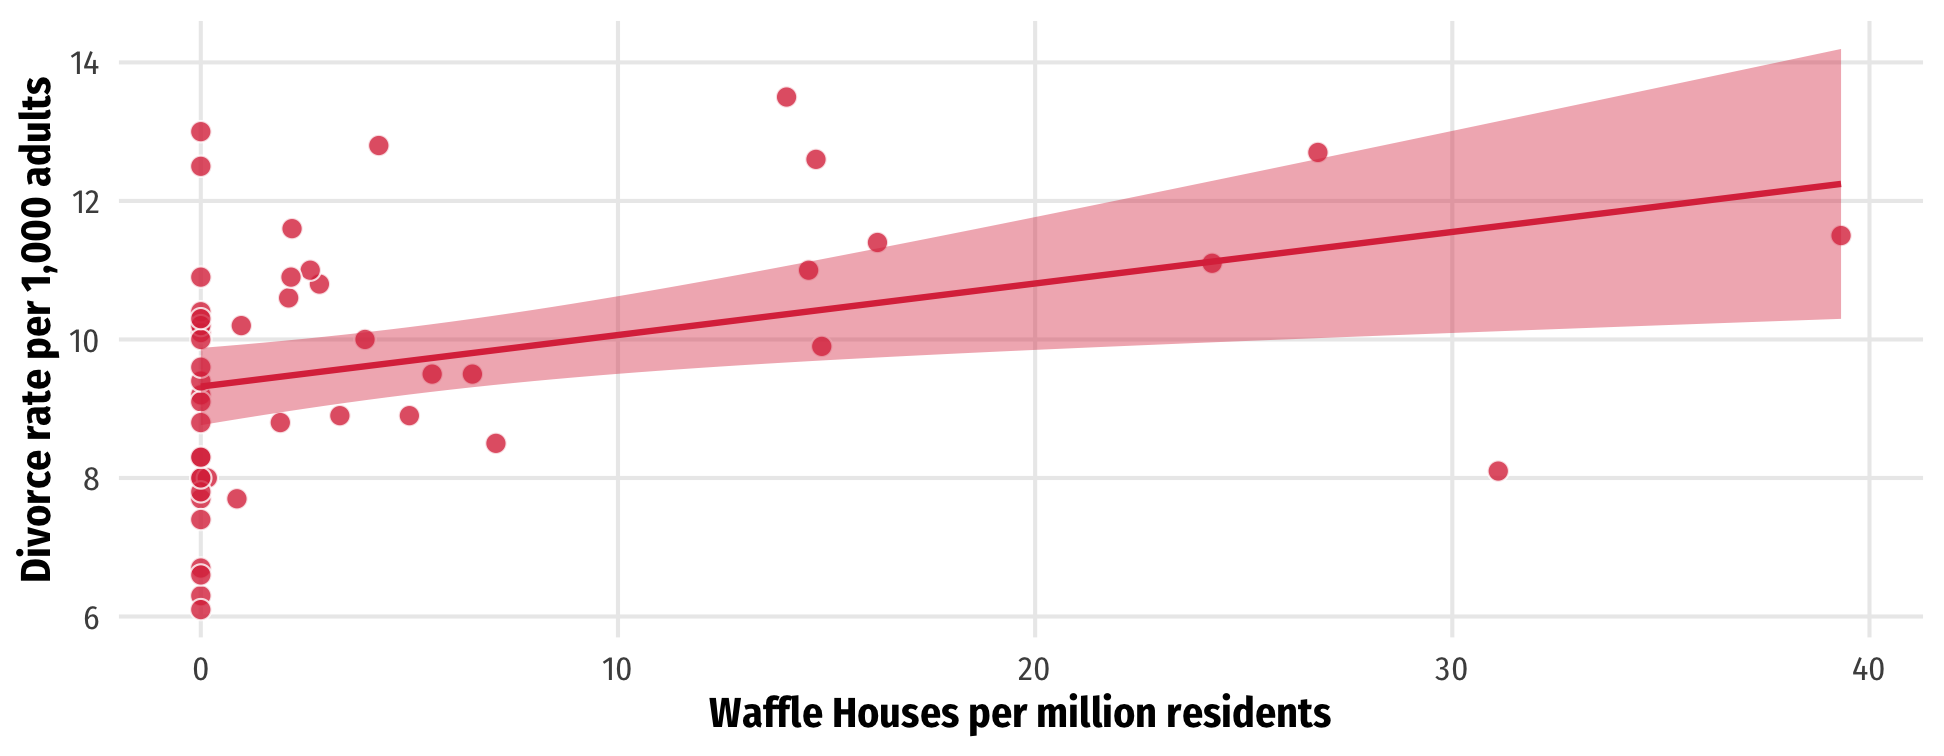 Divorce rate per 1,000 adults
14
12
10
8
6
0 10 20 30 40
Waffle Houses per million residents